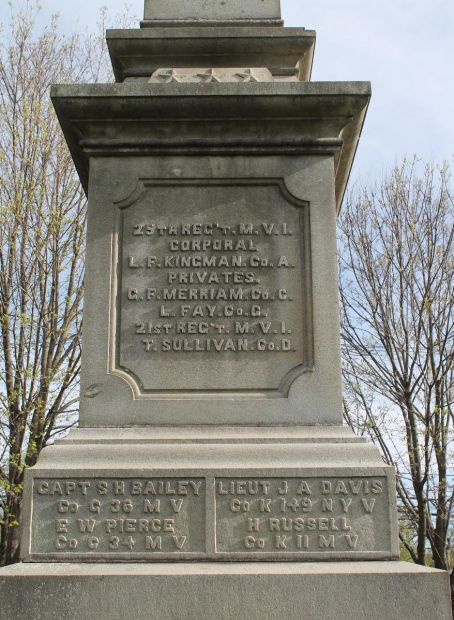 25TH REG'T. M. V. I.
CORPORAL
L. F. KINGMAN. Co. A.
PRIVATES.
G. F. MERRIAM. Co. C.
L. FAY. Co. G.
21ST REG'T. M. V. I.
T. SULLIVAN. Co. D.
CAPT S H BAILEY
Co G 36 M V
E W PIERCE
Co G 34 M V
LIEUT J A DAVIS
Co K 149 N Y V
H RUSSELL
Co K 11 M V